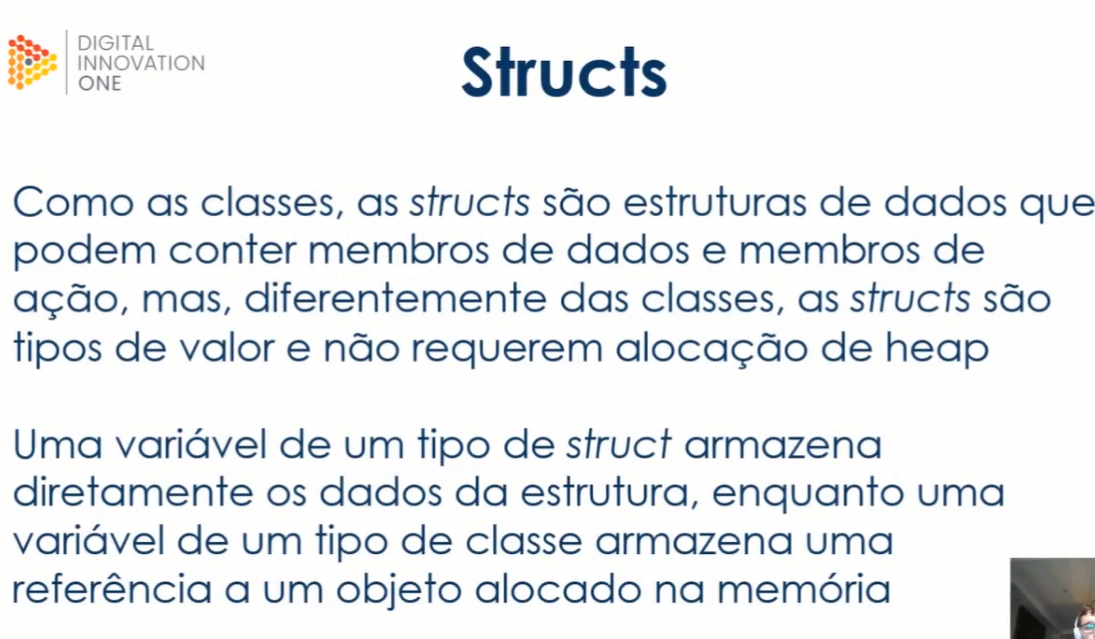 DIGITAL
INNOVATION
ONE
Structs
Como as classes, as structs são estruturas de dados que
podem conter membros de dados e membros de
ação, mas, diferentemente das classes, as structs são
tipos de valor e não requerem alocação de heap
Uma variável de um tipo de struct armazena
diretamente os dados da estrutura, enquanto uma
variável de um tipo de classe armazena uma
referência a um objeto alocado na memória